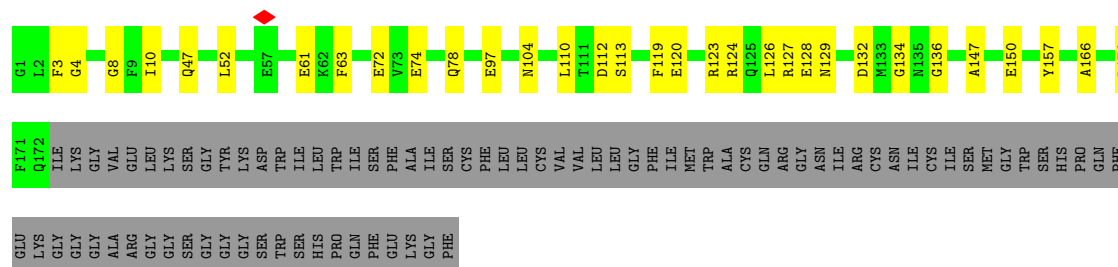 G1 L2 F3 G4 G8 F9 I10 Q47 L52 E57 E61 K62 F63 E72 V73 E74 Q78 E97 N104 L110 T111 D112 S113 F119 E120 R123 R124 Q125 L126 R127 E128 N129 D132 M133 G134 N135 G136 A147 E150 Y157 A166
F171 Q172 ILE LYS GLY VAL GLU LEU LYS SER GLY TYR LYS ASP TRP ILE LEU TRP ILE SER PHE ALA ILE SER CYS PHE LEU LEU CYS VAL VAL LEU LEU GLY PHE ILE MET TRP ALA CYS GLN ARG GLY ASN ILE ARG CYS ASN ILE CYS ILE SER MET GLY TRP SER HIS PRO GLN PHE
GLU LYS GLY GLY GLY ALA ARG GLY GLY SER GLY GLY GLY SER TRP SER HIS PRO GLN PHE GLU LYS GLY PHE